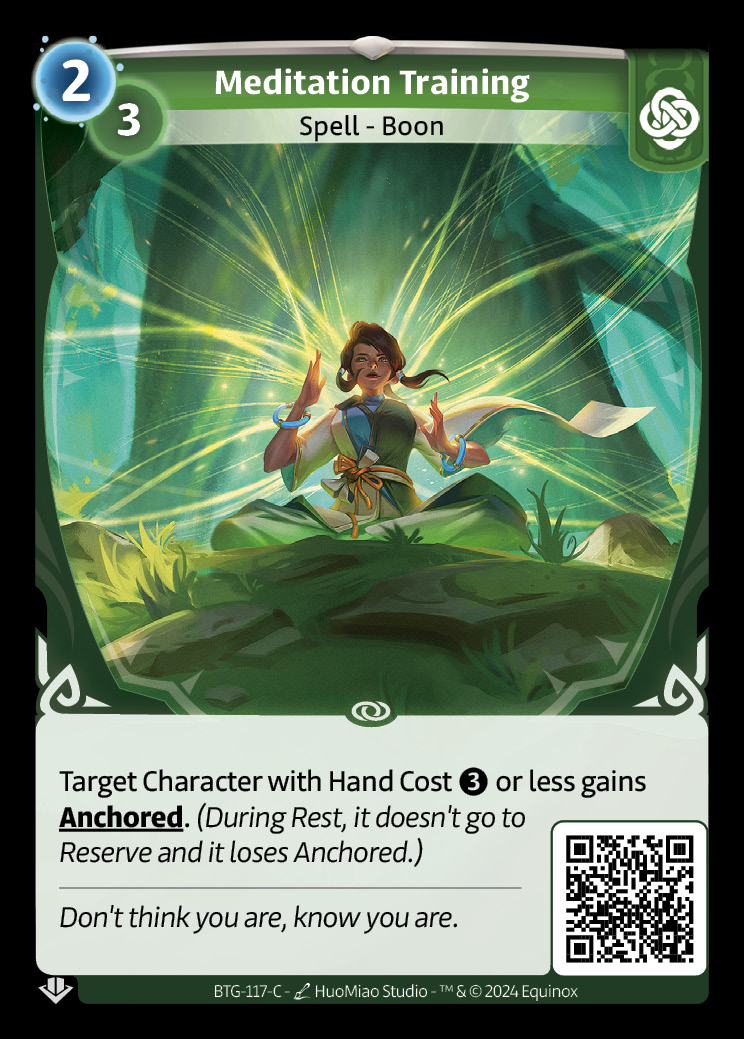 2
3
Meditation Training
Spell - Boon
Target Character with Hand Cost 3 or less gains
Anchored. (During Rest, it doesn't go to
Reserve and it loses Anchored.)
Don't think you are, know you are.
BTG-117-C - HuoMiao Studio - ™ & © 2024 Equinox